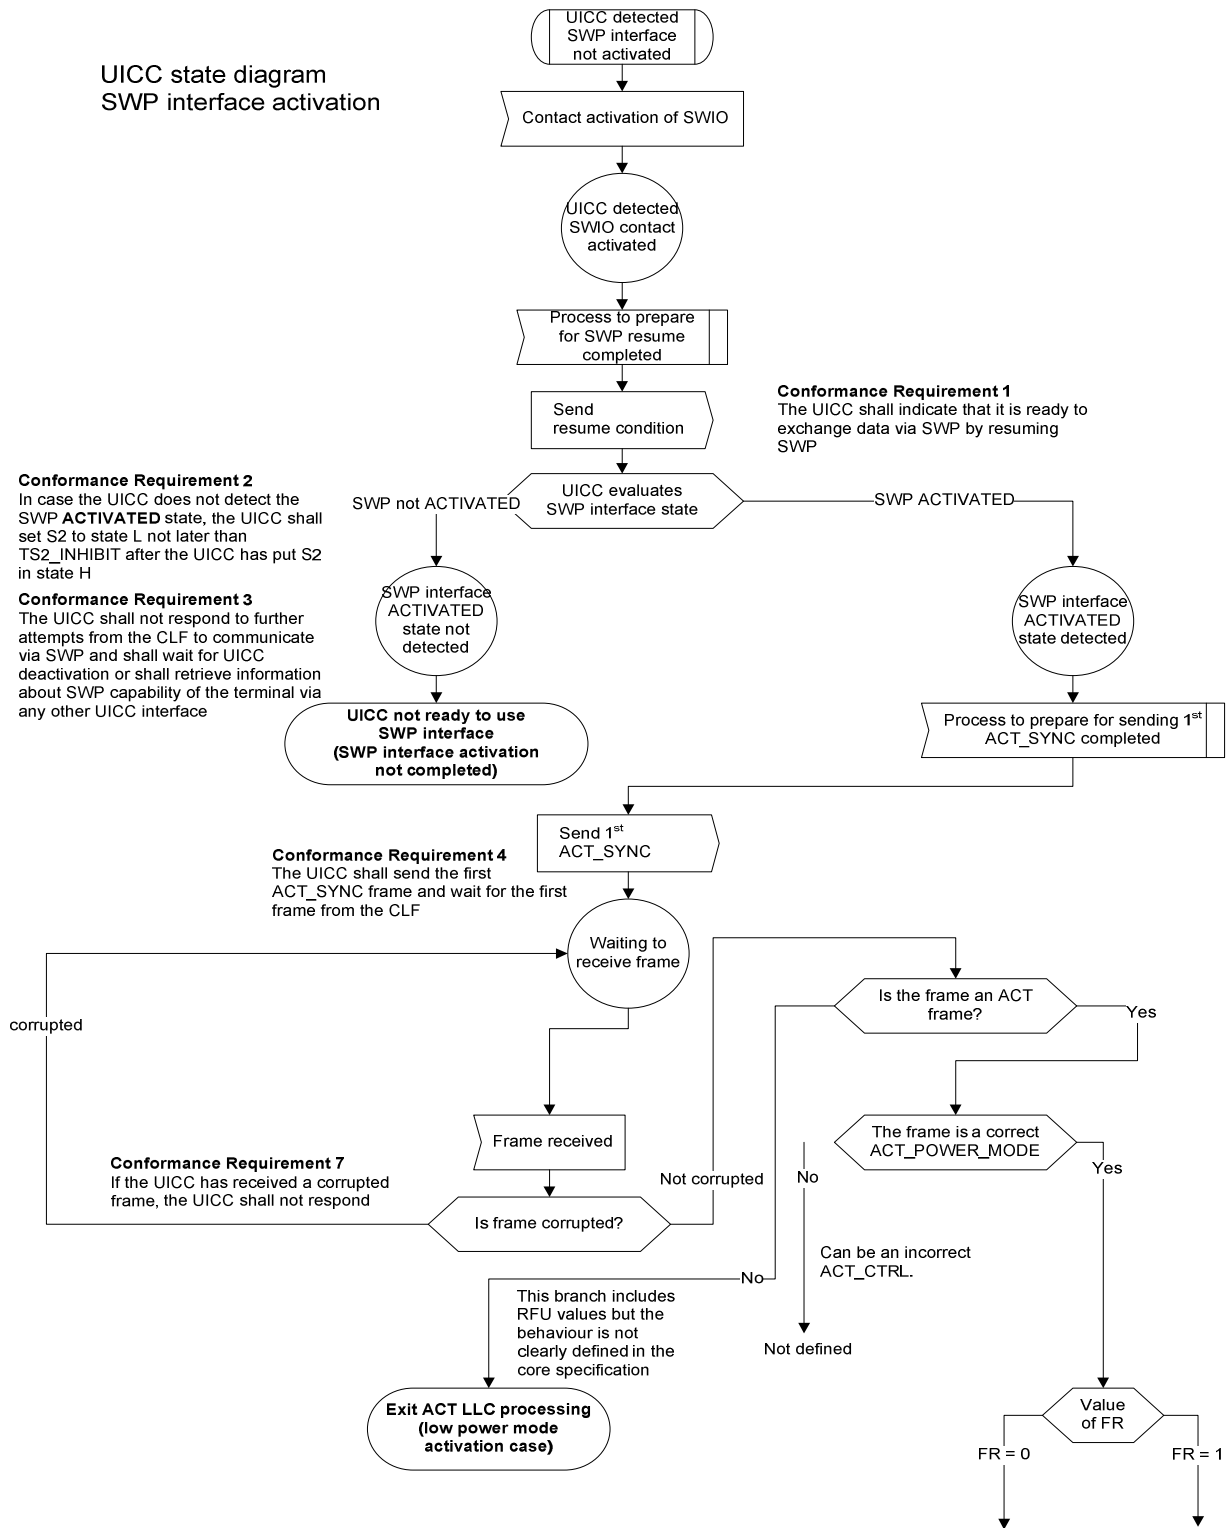 UICC detected
SWP interface
not activated
UICC state diagram
SWP interface activation
Contact activation of SWIO
UICC detected
SWIO contact
activated
Process to prepare
for SWP resume
completed
Send
resume condition
Conformance Requirement 1
The UICC shall indicate that it is ready to
exchange data via SWP by resuming
SWP
Conformance Requirement 2
In case the UICC does not detect the
SWP ACTIVATED state, the UICC shall
set S2 to state L not later than
TS2_INHIBIT after the UICC has put S2
in state H
SWP not ACTIVATED
UICC evaluates
SWP interface state
SWP ACTIVATED
Conformance Requirement 3
The UICC shall not respond to further
attempts from the CLF to communicate
via SWP and shall wait for UICC
deactivation or shall retrieve information
about SWP capability of the terminal via
any other UICC interface
SWP interface
ACTIVATED
state not
detected
SWP interface
ACTIVATED
state detected
UICC not ready to use
SWP interface
(SWP interface activation
not completed)
Process to prepare for sending 1st
ACT_SYNC completed
Send 1st
ACT_SYNC
Conformance Requirement 4
The UICC shall send the first
ACT_SYNC frame and wait for the first
frame from the CLF
Waiting to
receive frame
Is the frame an ACT
frame?
Yes
corrupted
Frame received
The frame is a correct
ACT_POWER_MODE
Yes
No
Conformance Requirement 7
If the UICC has received a corrupted
frame, the UICC shall not respond
Not corrupted
Is frame corrupted?
Can be an incorrect
ACT_CTRL.
No
This branch includes
RFU values but the
behaviour is not
clearly defined in the
core specification
Not defined
Exit ACT LLC processing
(low power mode
activation case)
Value
of FR
FR = 0
FR = 1